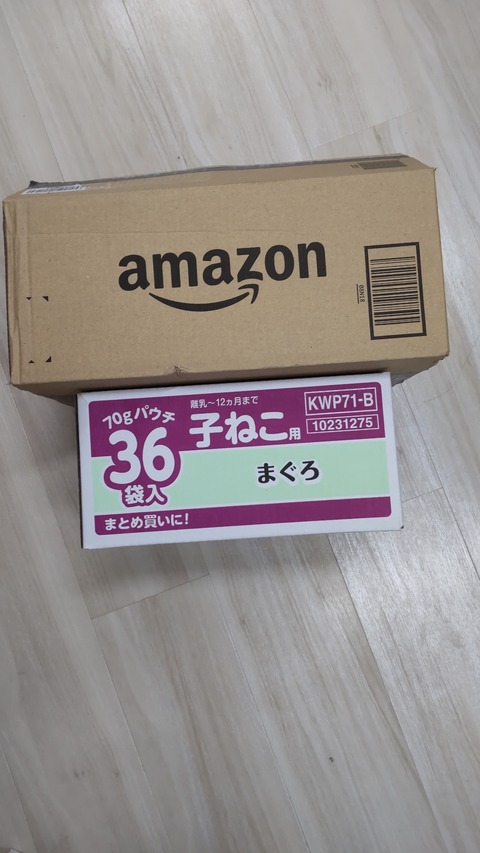 amazon
70gパウチ
36
袋入
まとめ買いに!
離乳～12ヵ月まで
子ねこ用
まぐろ
KWP71-B
10231275